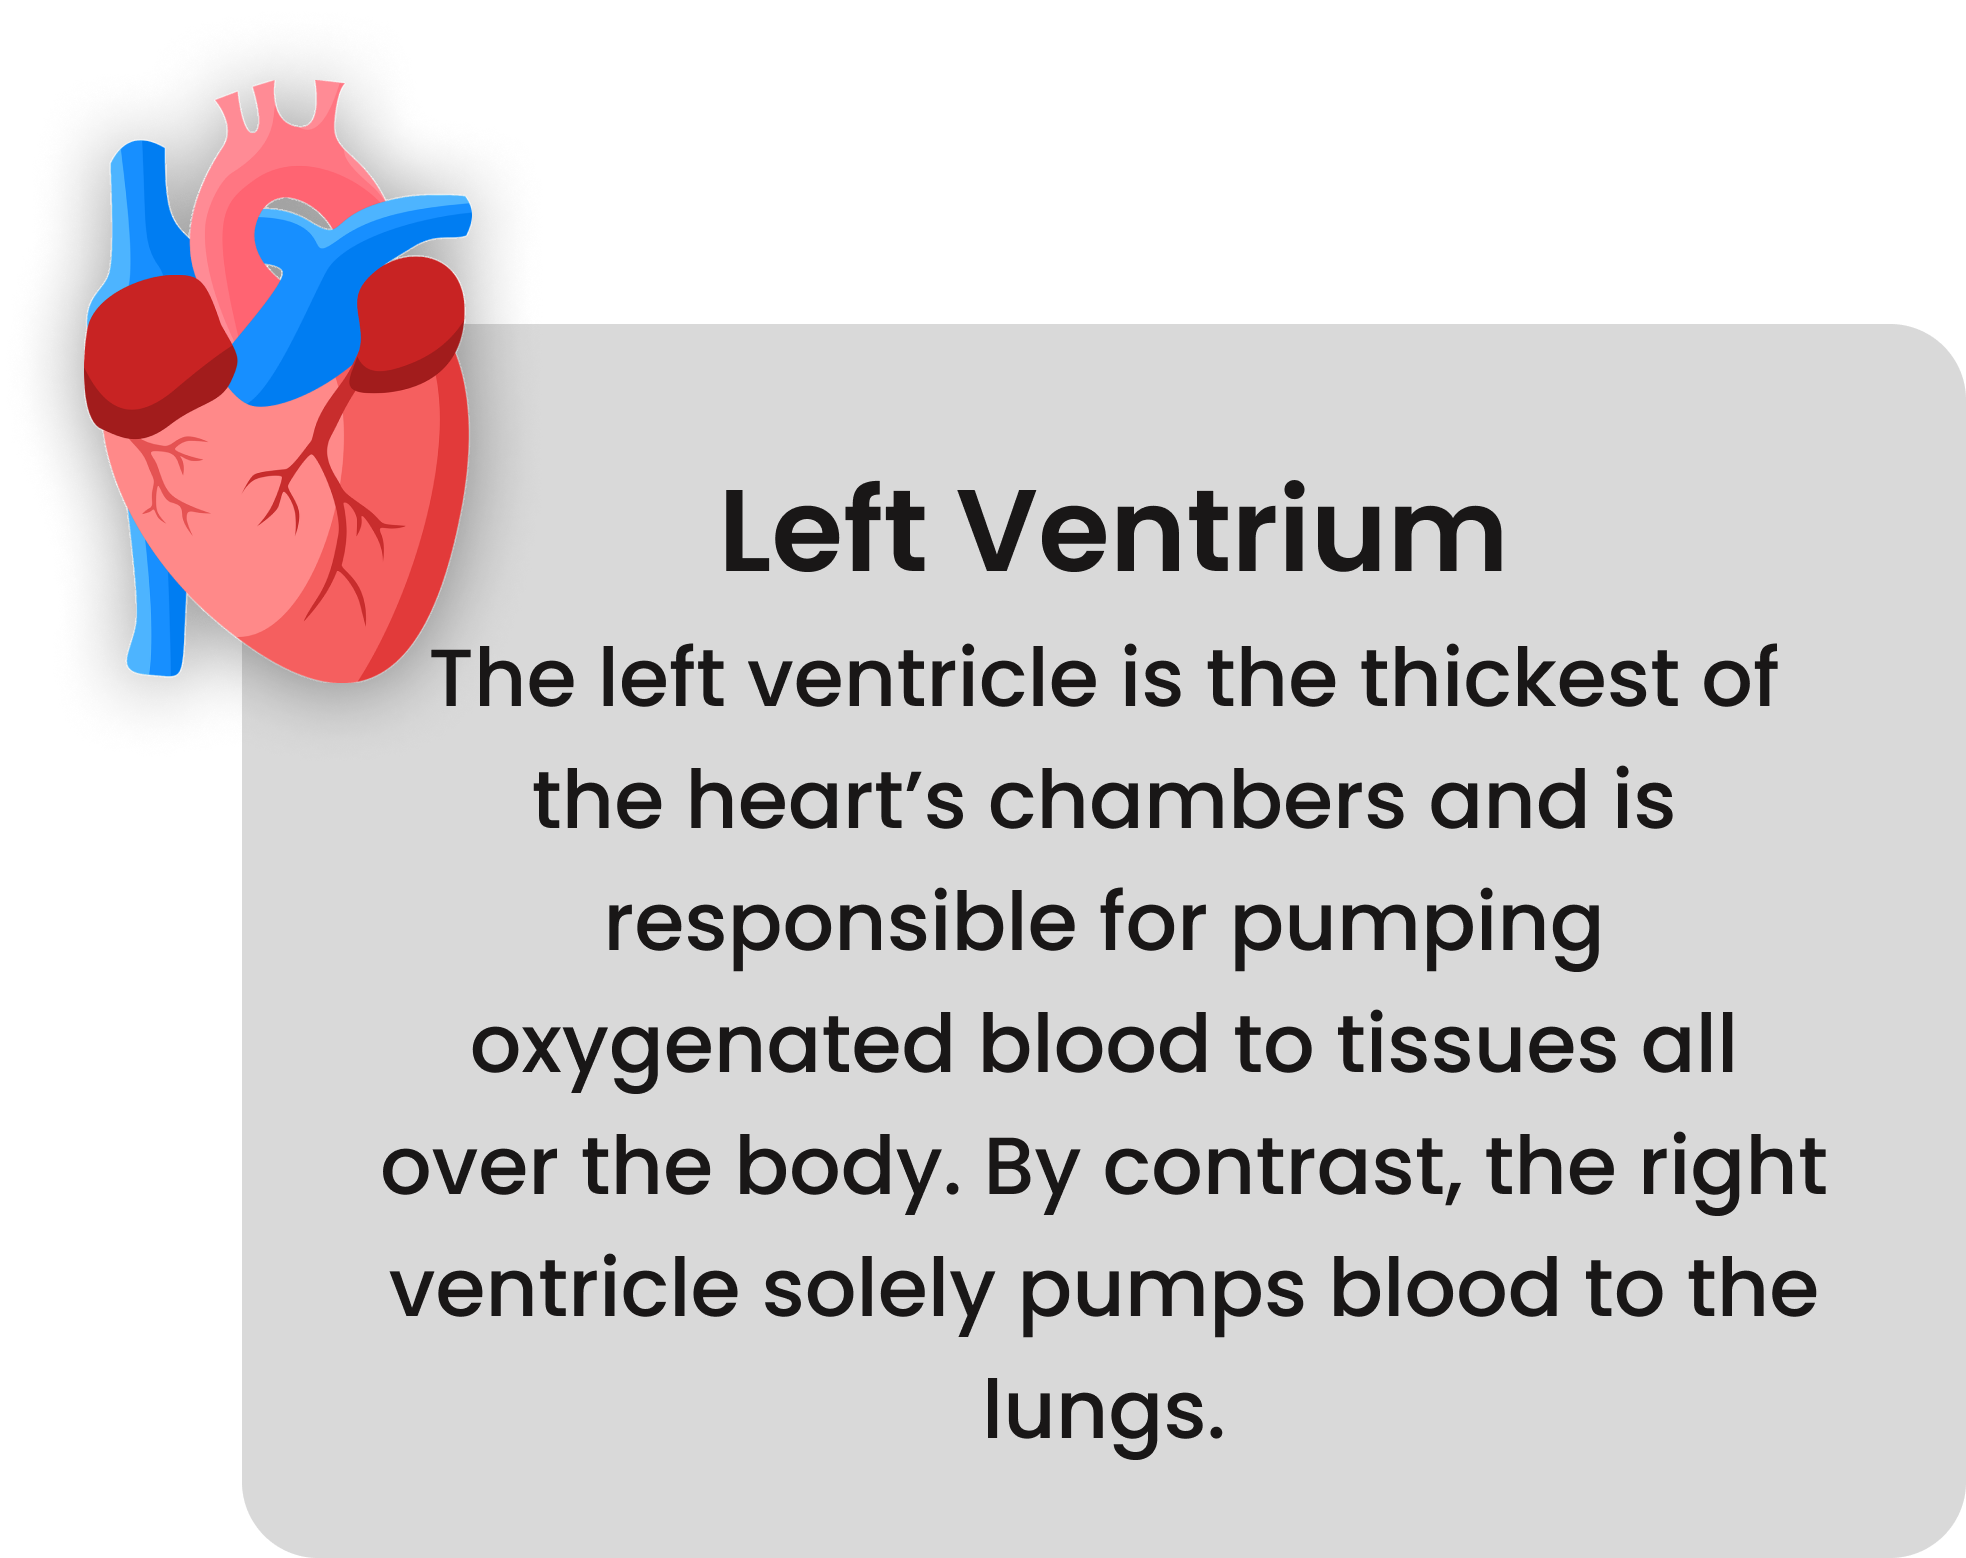 Left Ventrium
The left ventricle is the thickest of
the heart’s chambers and is
responsible for pumping
oxygenated blood to tissues all
over the body. By contrast, the right
ventricle solely pumps blood to the
lungs.